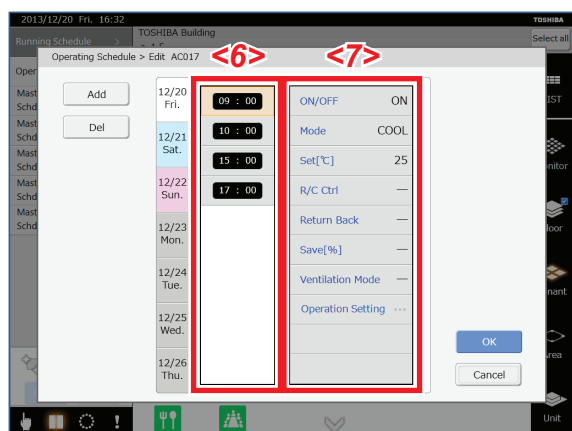 2013/12/20 Fri. 16:32
TOSHIBA
TOSHIBA Building
Running Schedule >
Select all
Operating Schedule > Edit AC017
<6>
<7>
Oper
Mast
Schd
Mast
Schd
Mast
Schd
Mast
Schd
Mast
Schd
Add
Del
12/20
Fri.
12/21
Sat.
12/22
Sun.
12/23
Mon.
12/24
Tue.
12/25
Wed.
12/26
Thu.
09 : 00
10 : 00
15 : 00
17 : 00
ON/OFF ON
Mode COOL
Set[℃] 25
R/C Ctrl —
Return Back —
Save[%] —
Ventilation Mode —
Operation Setting ···
OK
Cancel
IST
nitor
loor
nant
rea
Unit